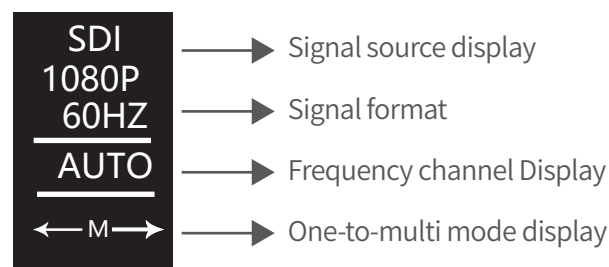 SDI
Signal source display
1080P
60HZ
Signal format
AUTO
Frequency channel Display
M
One-to-multi mode display